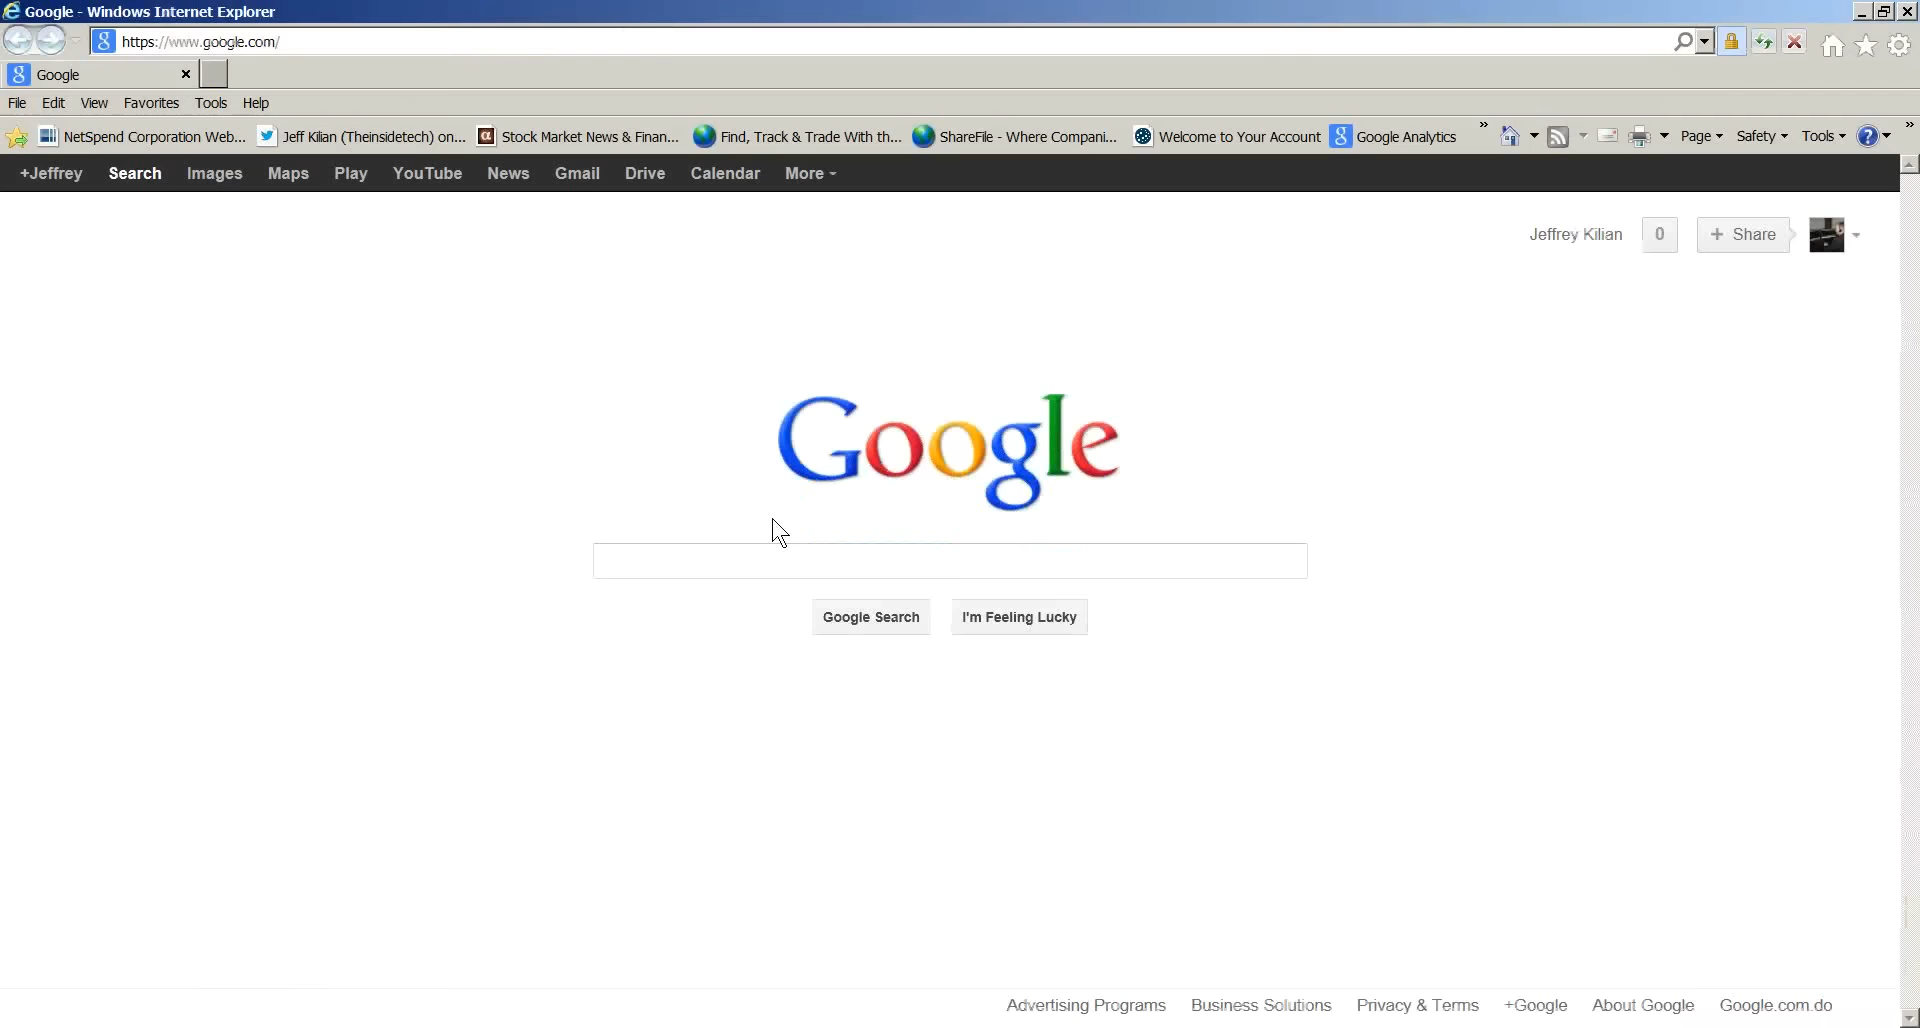 Google - Windows Internet Explorer
https://www.google.com/
Google
File Edit View Favorites Tools Help
NetSpend Corporation Web... Jeff Kilian (Theinsidetech) on... Stock Market News & Finan... Find, Track & Trade With th... ShareFile - Where Compani... Welcome to Your Account Google Analytics » Page Safety Tools »
+Jeffrey Search Images Maps Play YouTube News Gmail Drive Calendar More
Jeffrey Kilian 0 + Share
Google
Google Search I'm Feeling Lucky
Advertising Programs Business Solutions Privacy & Terms +Google About Google Google.com.do